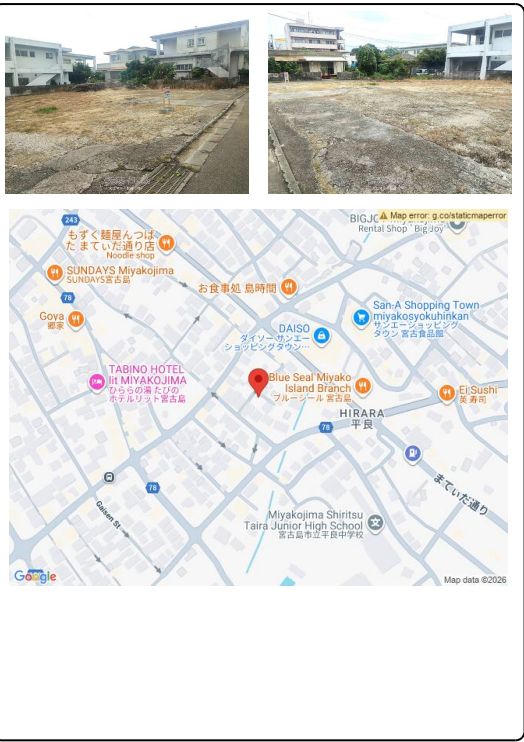 243
もずく麺屋んつば
た まてぃだ通り店
Noodle shop
SUNDAYS Miyakojima
SUNDAYS宮古島
78
Goya
郷家
お食事処 島時間
Rental Shop "Big Joy"
⚠ Map error: g.co/staticmaperror
San-A Shopping Town
miyakosyokuhinkan
サンエーショッピング
タウン 宮古食品館
DAISO
ダイソー サンエー
ショッピングタウン…
TABINO HOTEL
lit MIYAKOJIMA
ひららの湯 たびの
ホテルリット宮古島
Blue Seal Miyako
Island Branch
ブルーシール 宮古島
Ei Sushi
英寿司
HIRARA
平良
78
78
まてぃだ通り
Gaisen St.
Miyakojima Shiritsu
Taira Junior High School
宮古島市立平良中学校
Google
Map data ©2026